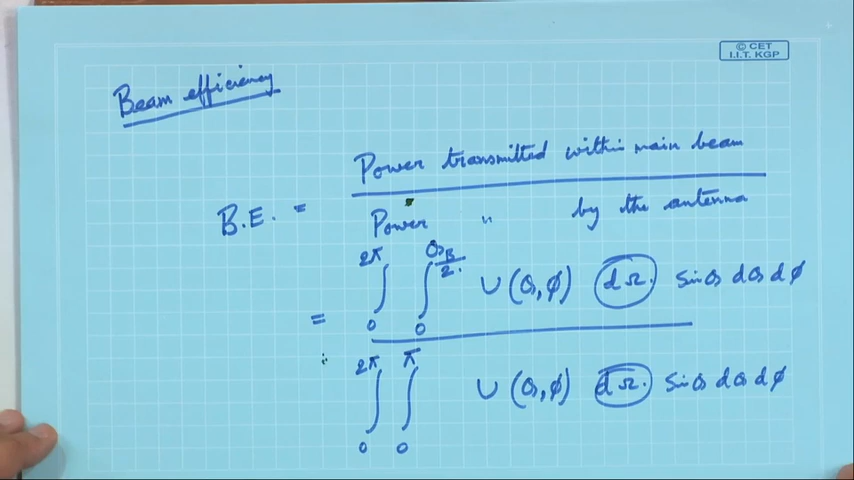 © CET
I.I.T. KGP
Beam efficiency
B.E. = Power transmitted within main beam
Power " by the antenna
= ∫₀^{2π} ∫₀^{θ_B/2} U(θ,φ) dΩ. sinθ dθ dφ
∫₀^{2π} ∫₀^{π} U(θ,φ) dΩ. sinθ dθ dφ